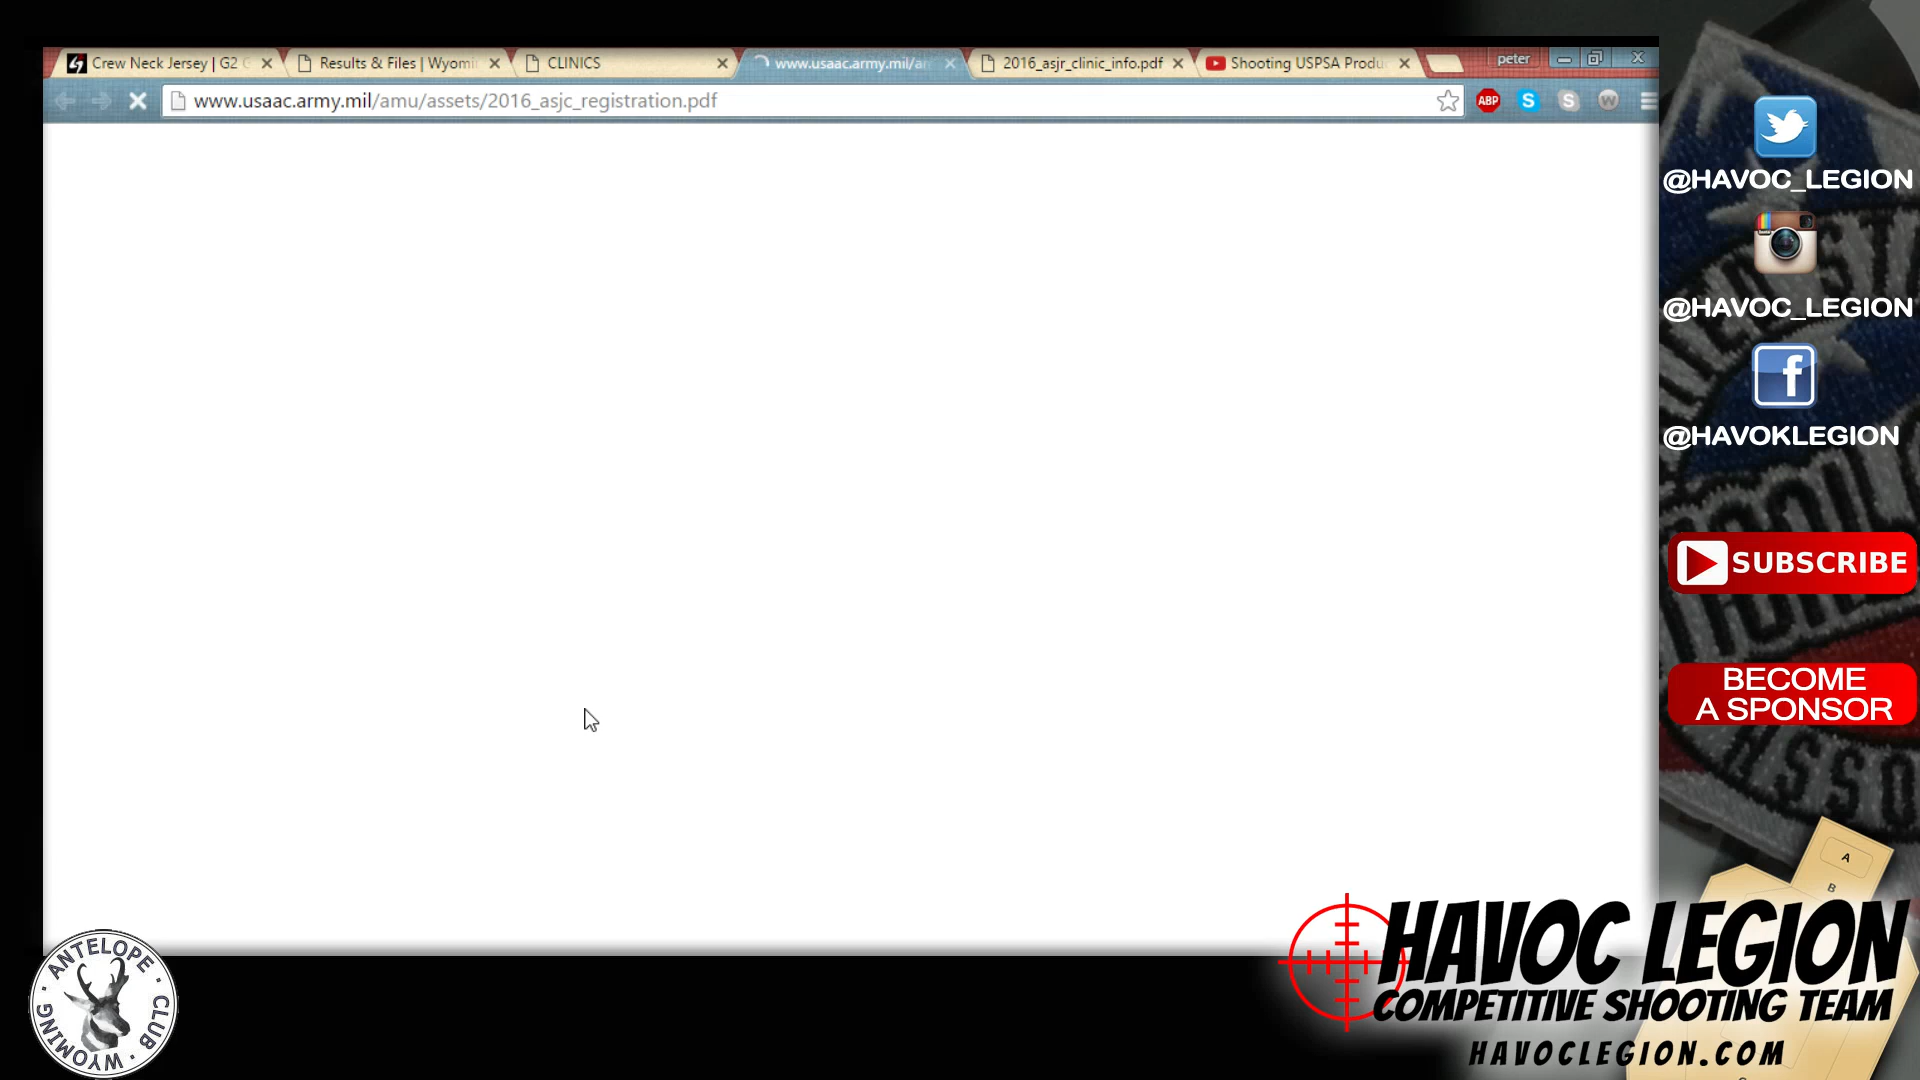 Crew Neck Jersey | G2
Results & Files | Wyomi
CLINICS
www.usaac.army.mil/a
2016_asjr_clinic_info.pdf
Shooting USPSA Produ
peter
www.usaac.army.mil/amu/assets/2016_asjc_registration.pdf
ABP
S
S
W
@HAVOC_LEGION
@HAVOC_LEGION
f
@HAVOKLEGION
SUBSCRIBE
BECOME
A SPONSOR
A
B
HAVOC LEGION
COMPETITIVE SHOOTING TEAM
HAVOCLEGION.COM
WYOMING · ANTELOPE · CLUB ·